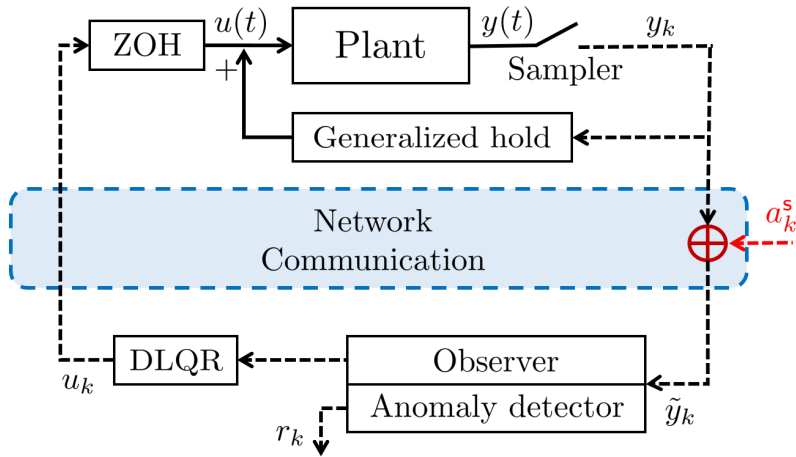 ZOH
u(t)
+
Plant
y(t)
Sampler
y_k
Generalized hold
Network
Communication
a_k^s
DLQR
u_k
Observer
Anomaly detector
ỹ_k
r_k